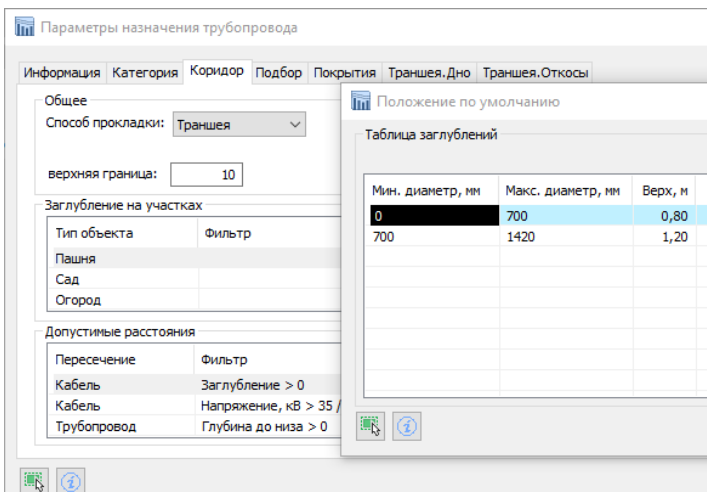 Параметры назначения трубопровода
Информация Категория Коридор Подбор Покрытия Траншея.Дно Траншея.Откосы
Общее
Способ прокладки: Траншея
верхняя граница: 10
Заглубление на участках
Тип объекта Фильтр
Пашня
Сад
Огород
Допустимые расстояния
Пересечение Фильтр
Кабель Заглубление > 0
Кабель Напряжение, кВ > 35 /
Трубопровод Глубина до низа > 0
Положение по умолчанию
Таблица заглублений
Мин. диаметр, мм Макс. диаметр, мм Верх, м
0 700 0,80
700 1420 1,20